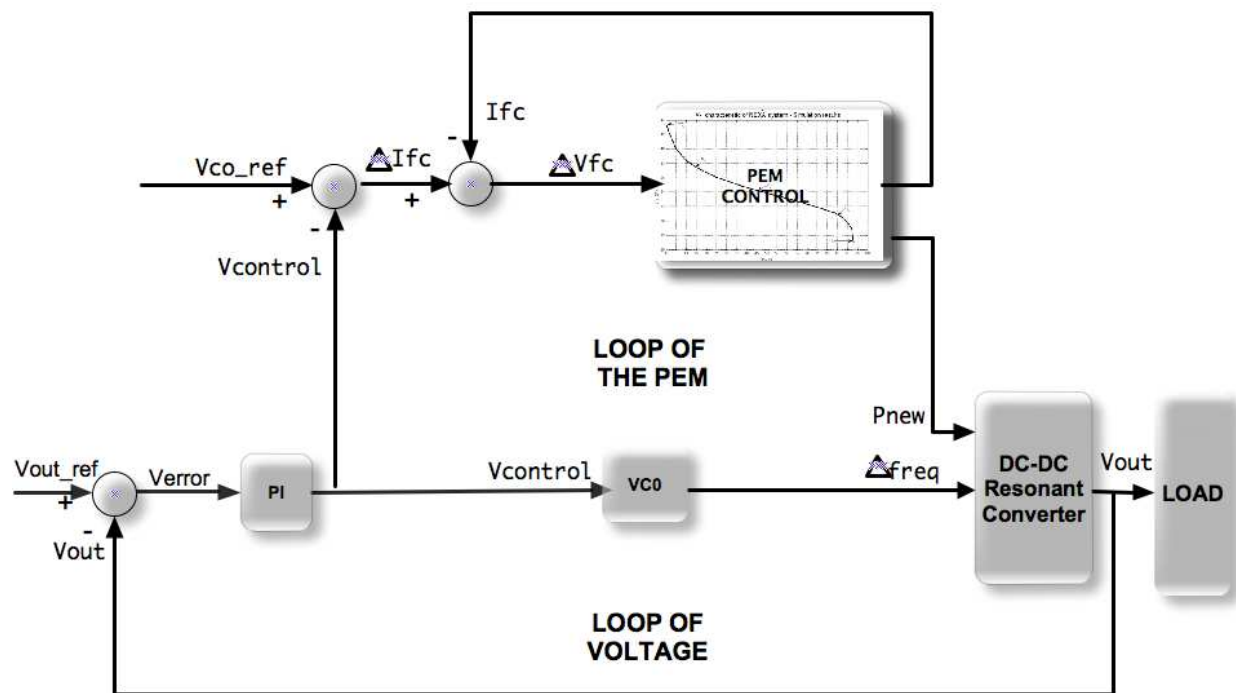 Ifc
-
Vco_ref
+
ΔIfc
+
ΔVfc
PEM
CONTROL
-
Vcontrol
LOOP OF
THE PEM
Pnew
Vout_ref
+
Verror
PI
Vcontrol
VC0
Δfreq
DC-DC
Resonant
Converter
Vout
LOAD
-
Vout
LOOP OF
VOLTAGE